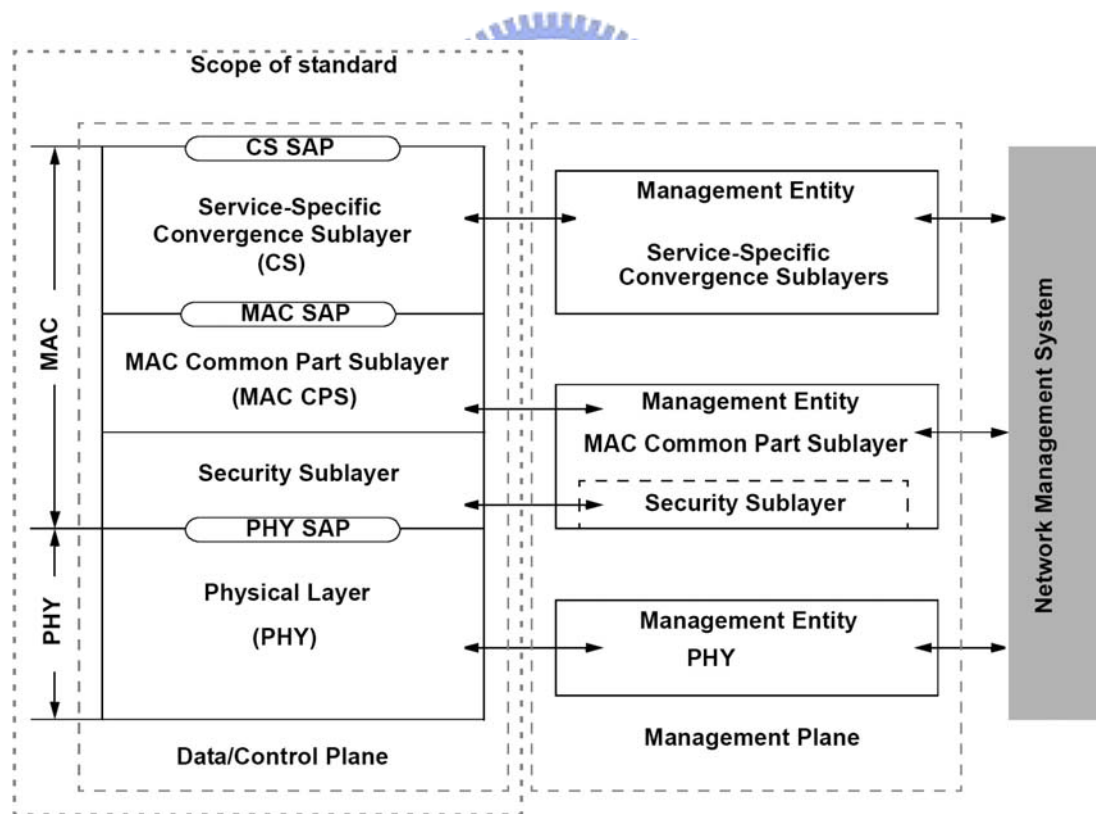 Scope of standard
CS SAP
Service-Specific
Convergence Sublayer
(CS)
MAC SAP
MAC Common Part Sublayer
(MAC CPS)
Security Sublayer
PHY SAP
Physical Layer
(PHY)
Data/Control Plane
MAC
PHY
Management Entity
Service-Specific
Convergence Sublayers
Management Entity
MAC Common Part Sublayer
Security Sublayer
Management Entity
PHY
Management Plane
Network Management System